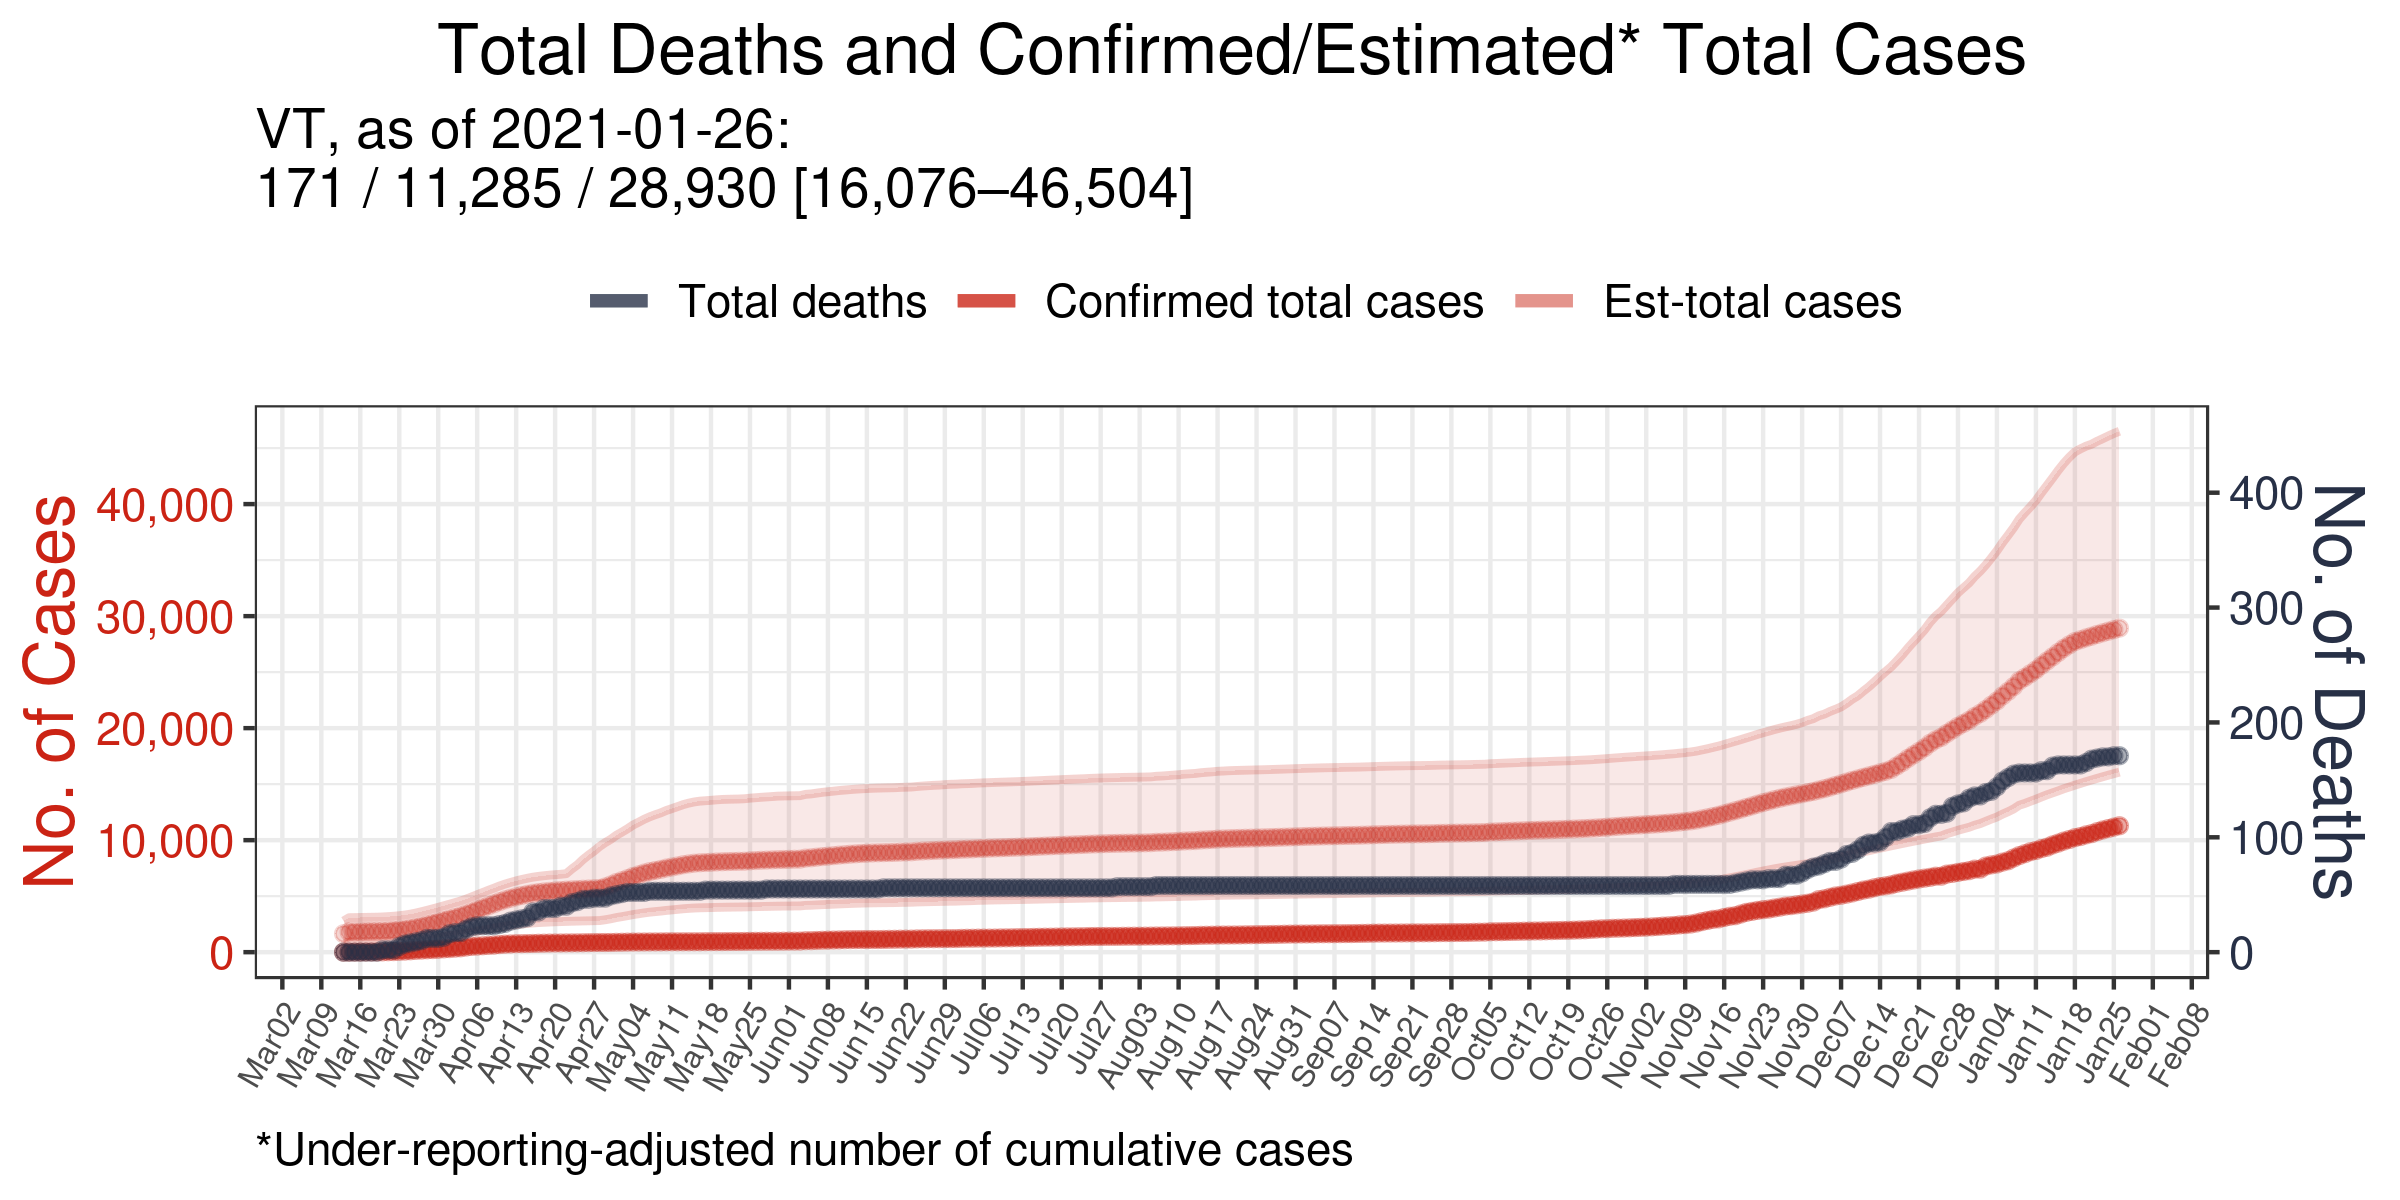 Total Deaths and Confirmed/Estimated* Total Cases
VT, as of 2021-01-26:
171 / 11,285 / 28,930 [16,076–46,504]
Total deaths
Confirmed total cases
Est-total cases
No. of Cases
40,000
30,000
20,000
10,000
0
400
300
200
100
0
No. of Deaths
Mar02
Mar09
Mar16
Mar23
Mar30
Apr06
Apr13
Apr20
Apr27
May04
May11
May18
May25
Jun01
Jun08
Jun15
Jun22
Jun29
Jul06
Jul13
Jul20
Jul27
Aug03
Aug10
Aug17
Aug24
Aug31
Sep07
Sep14
Sep21
Sep28
Oct05
Oct12
Oct19
Oct26
Nov02
Nov09
Nov16
Nov23
Nov30
Dec07
Dec14
Dec21
Dec28
Jan04
Jan11
Jan18
Jan25
Feb01
Feb08
*Under-reporting-adjusted number of cumulative cases